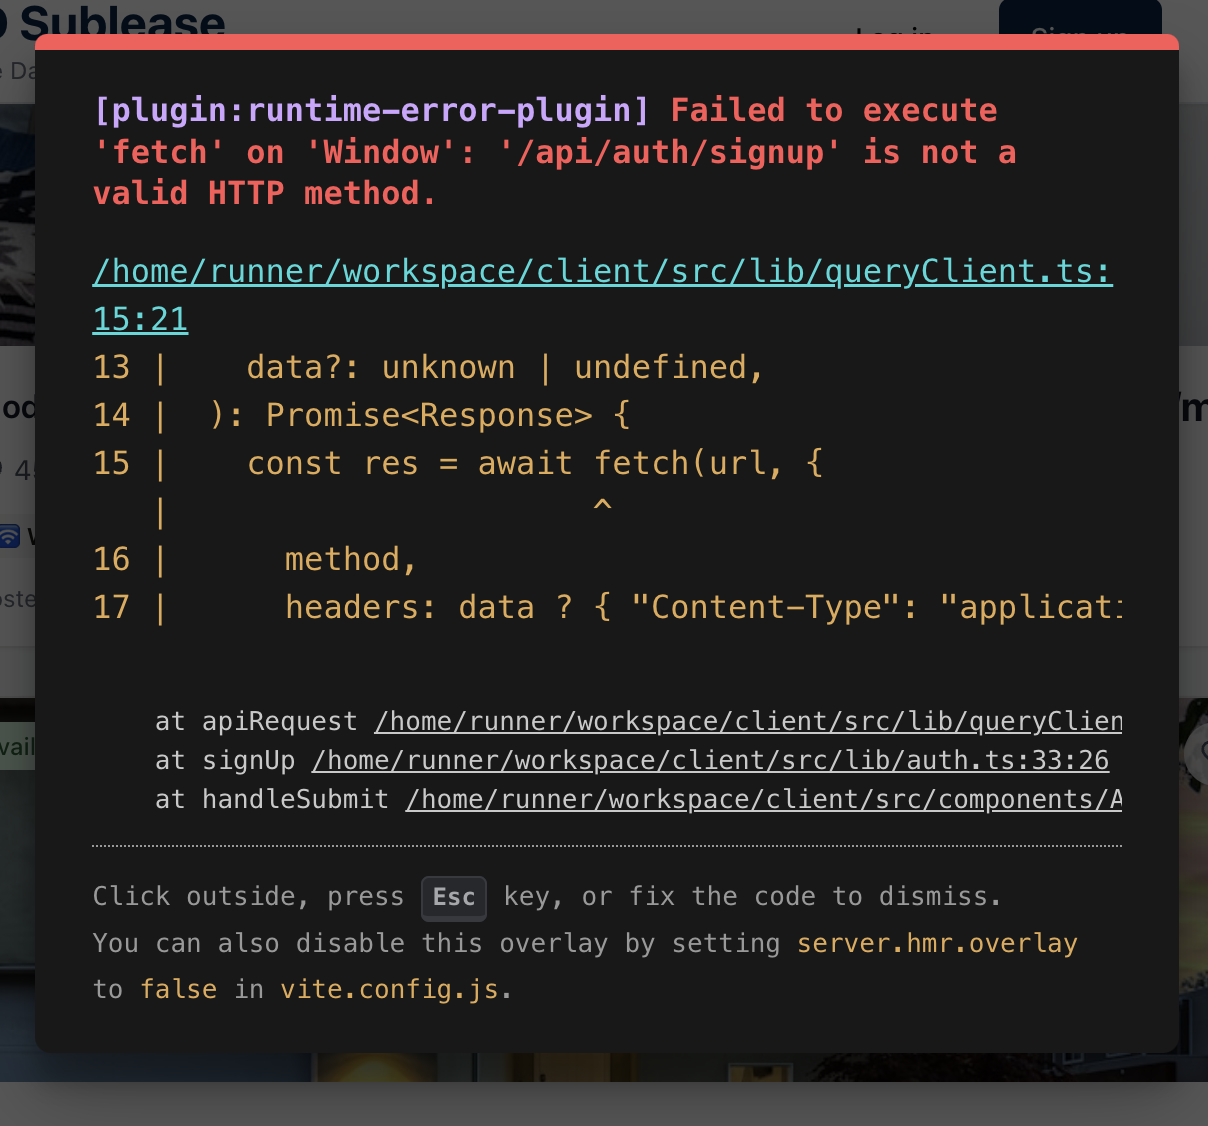 Sublease
Log in
Sign up
[plugin:runtime-error-plugin] Failed to execute
'fetch' on 'Window': '/api/auth/signup' is not a
valid HTTP method.
/home/runner/workspace/client/src/lib/queryClient.ts:
15:21
13 | data?: unknown | undefined,
14 | ): Promise<Response> {
15 | const res = await fetch(url, {
| ^
16 | method,
17 | headers: data ? { "Content-Type": "applicati
at apiRequest /home/runner/workspace/client/src/lib/queryClien
at signUp /home/runner/workspace/client/src/lib/auth.ts:33:26
at handleSubmit /home/runner/workspace/client/src/components/A
Click outside, press Esc key, or fix the code to dismiss.
You can also disable this overlay by setting server.hmr.overlay
to false in vite.config.js.